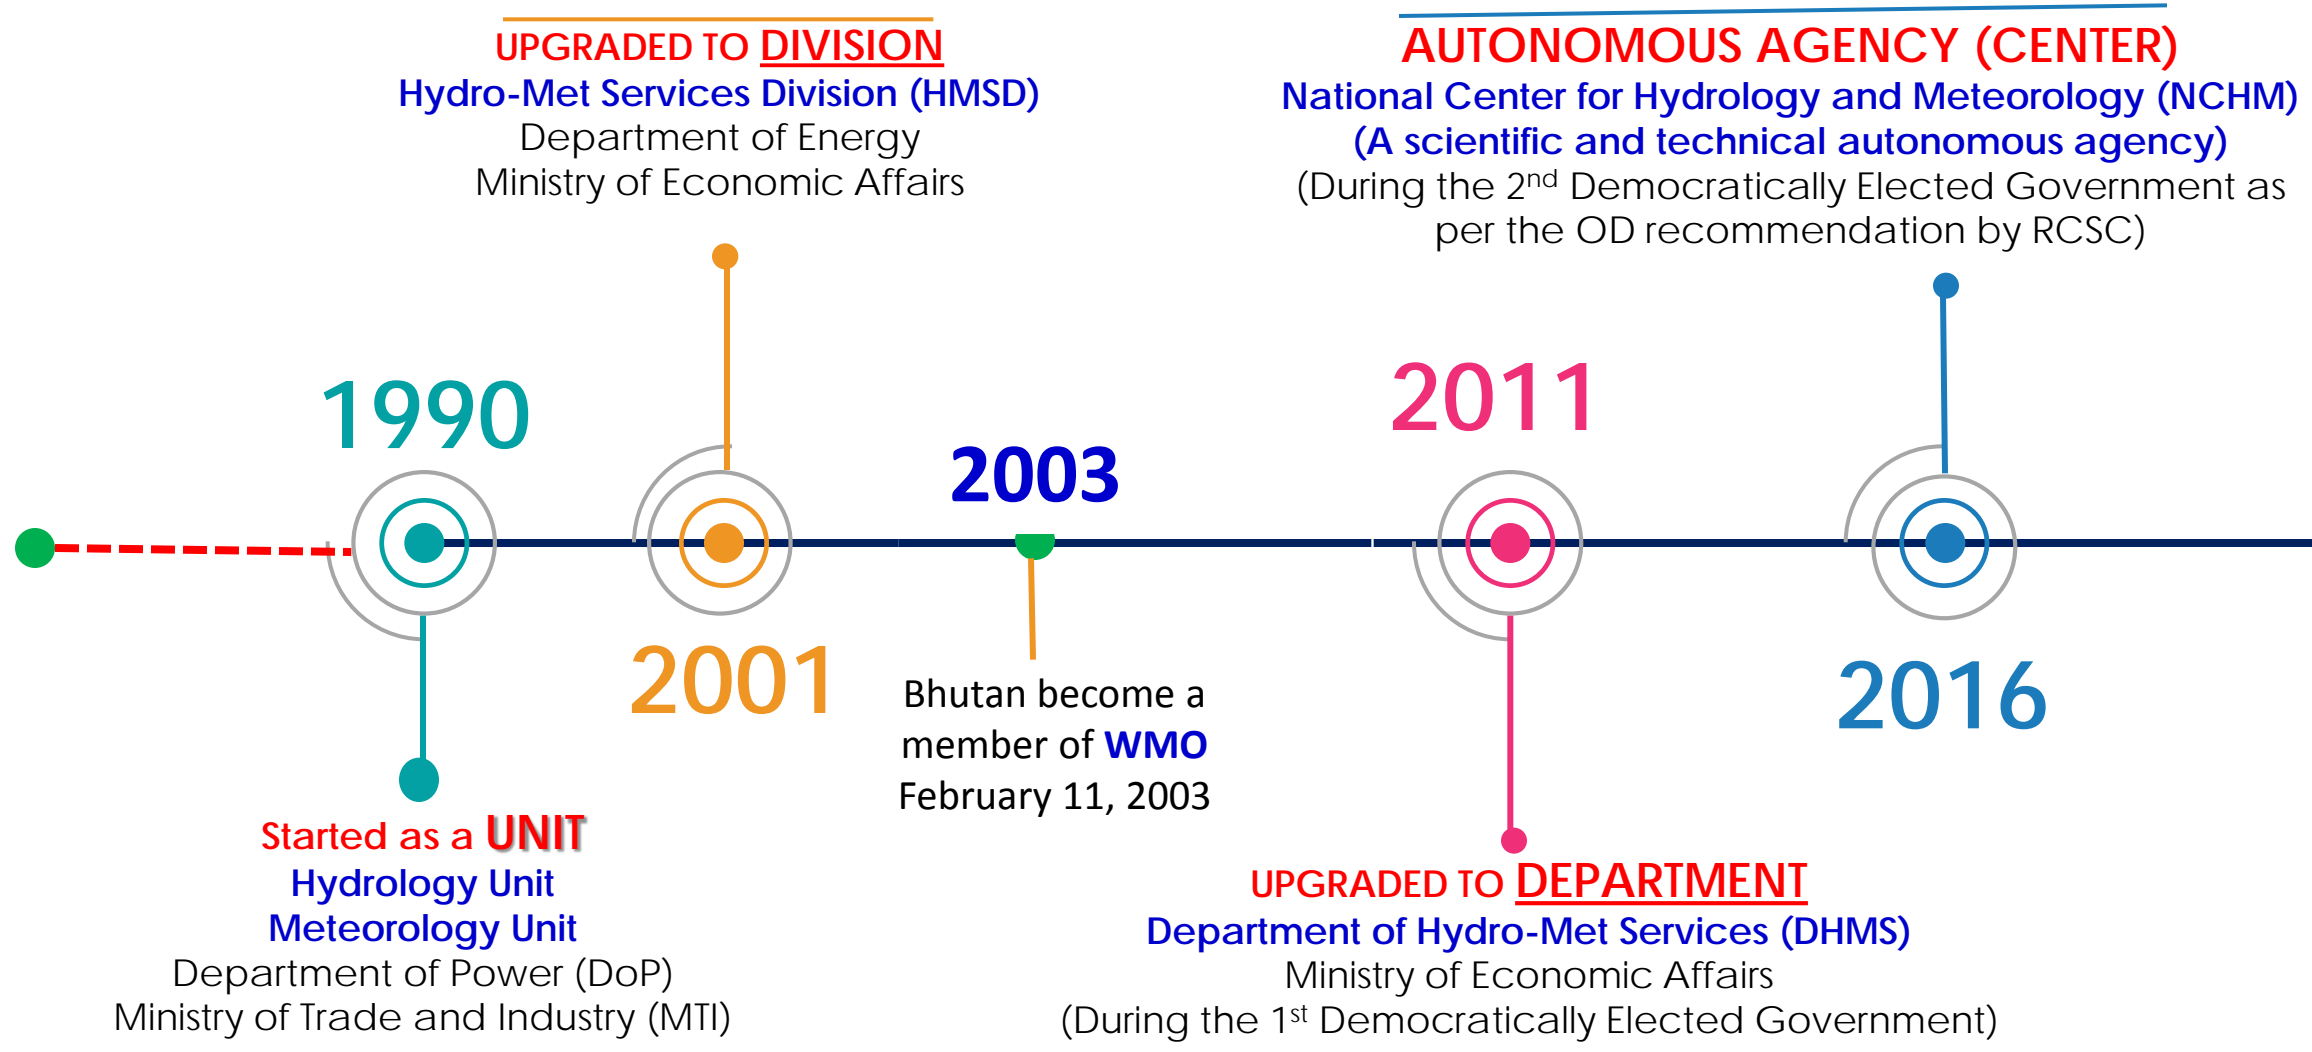 UPGRADED TO DIVISION
Hydro-Met Services Division (HMSD)
Department of Energy
Ministry of Economic Affairs
AUTONOMOUS AGENCY (CENTER)
National Center for Hydrology and Meteorology (NCHM)
(A scientific and technical autonomous agency)
(During the 2nd Democratically Elected Government as
per the OD recommendation by RCSC)
1990
2001
2003
2011
2016
Started as a UNIT
Hydrology Unit
Meteorology Unit
Department of Power (DoP)
Ministry of Trade and Industry (MTI)
Bhutan become a
member of WMO
February 11, 2003
UPGRADED TO DEPARTMENT
Department of Hydro-Met Services (DHMS)
Ministry of Economic Affairs
(During the 1st Democratically Elected Government)